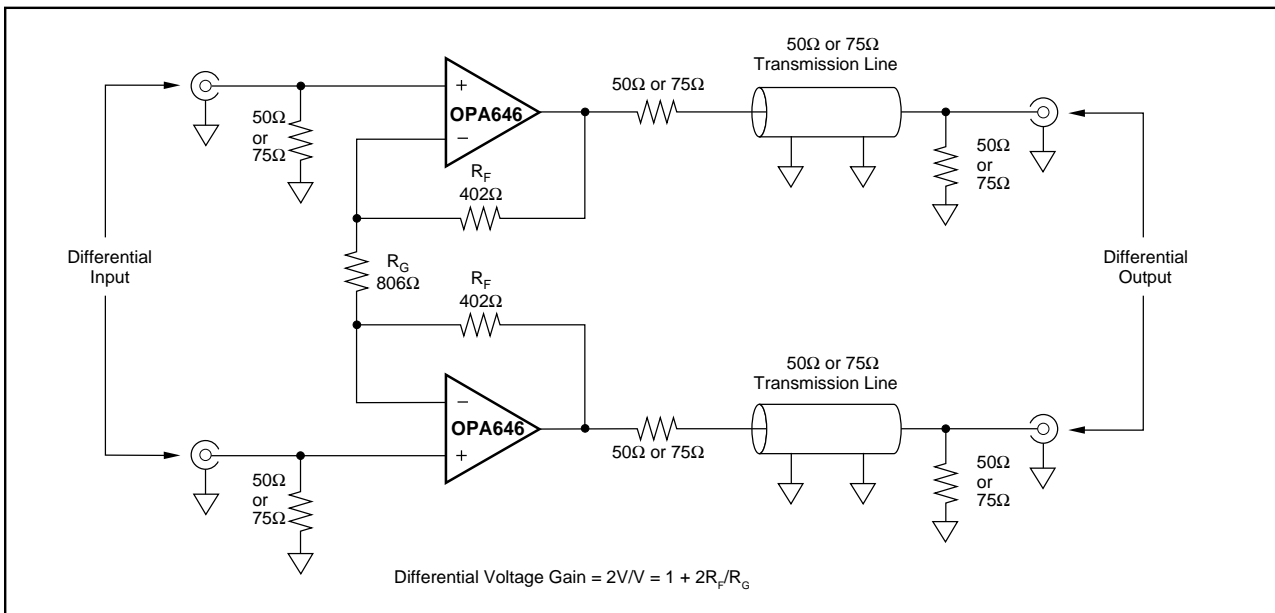 50Ω or 75Ω
Transmission Line
50Ω or 75Ω
+
OPA646
−
50Ω
or
75Ω
50Ω
or
75Ω
R_F
402Ω
Differential
Input
R_G
806Ω
R_F
402Ω
Differential
Output
50Ω or 75Ω
Transmission Line
−
OPA646
+
50Ω or 75Ω
50Ω
or
75Ω
50Ω
or
75Ω
Differential Voltage Gain = 2V/V = 1 + 2R_F/R_G